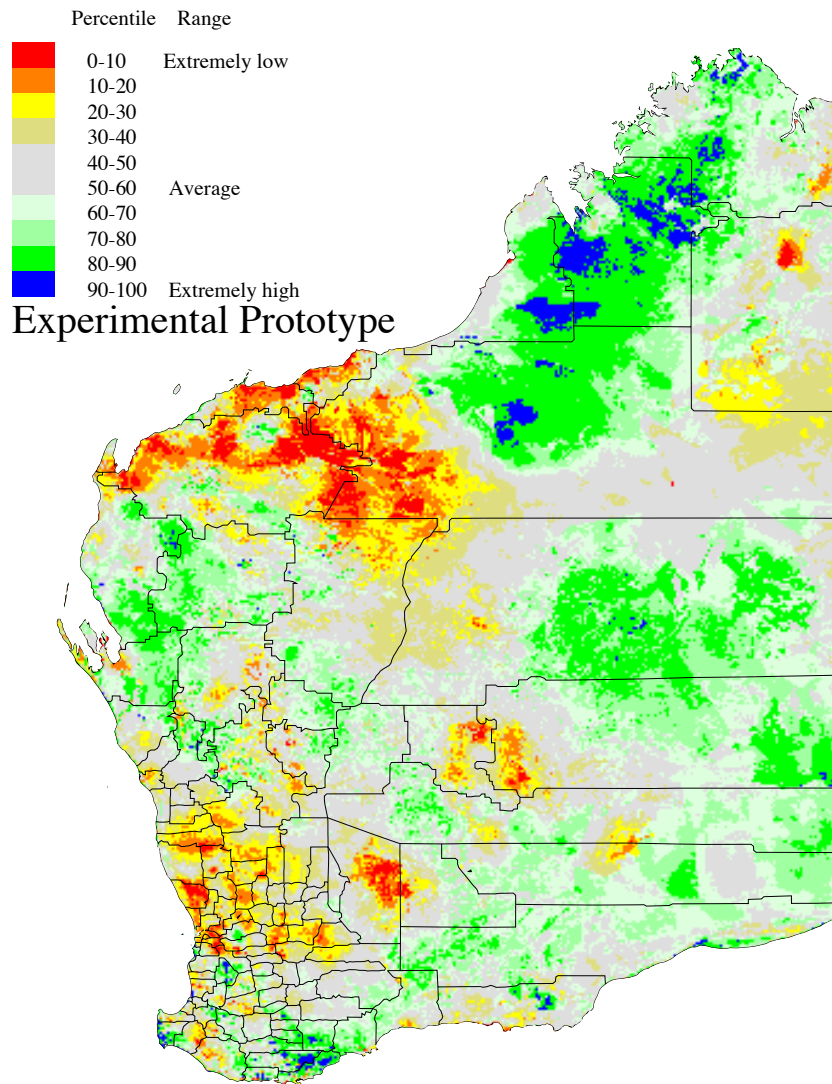 Percentile Range
0-10 Extremely low
10-20
20-30
30-40
40-50
50-60 Average
60-70
70-80
80-90
90-100 Extremely high
Experimental Prototype